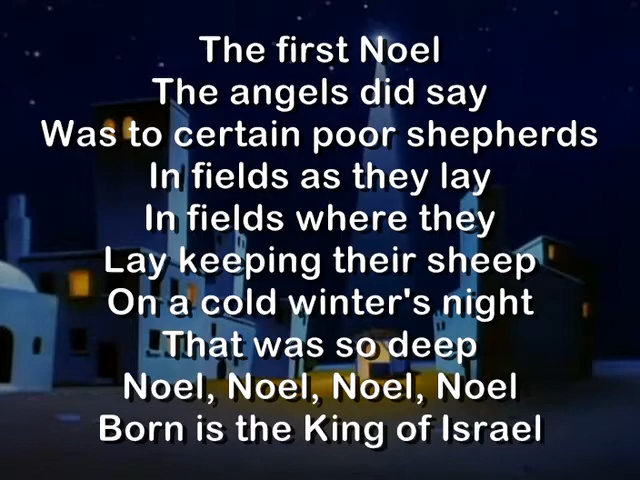 The first Noel
The angels did say
Was to certain poor shepherds
In fields as they lay
In fields where they
Lay keeping their sheep
On a cold winter's night
That was so deep
Noel, Noel, Noel, Noel
Born is the King of Israel